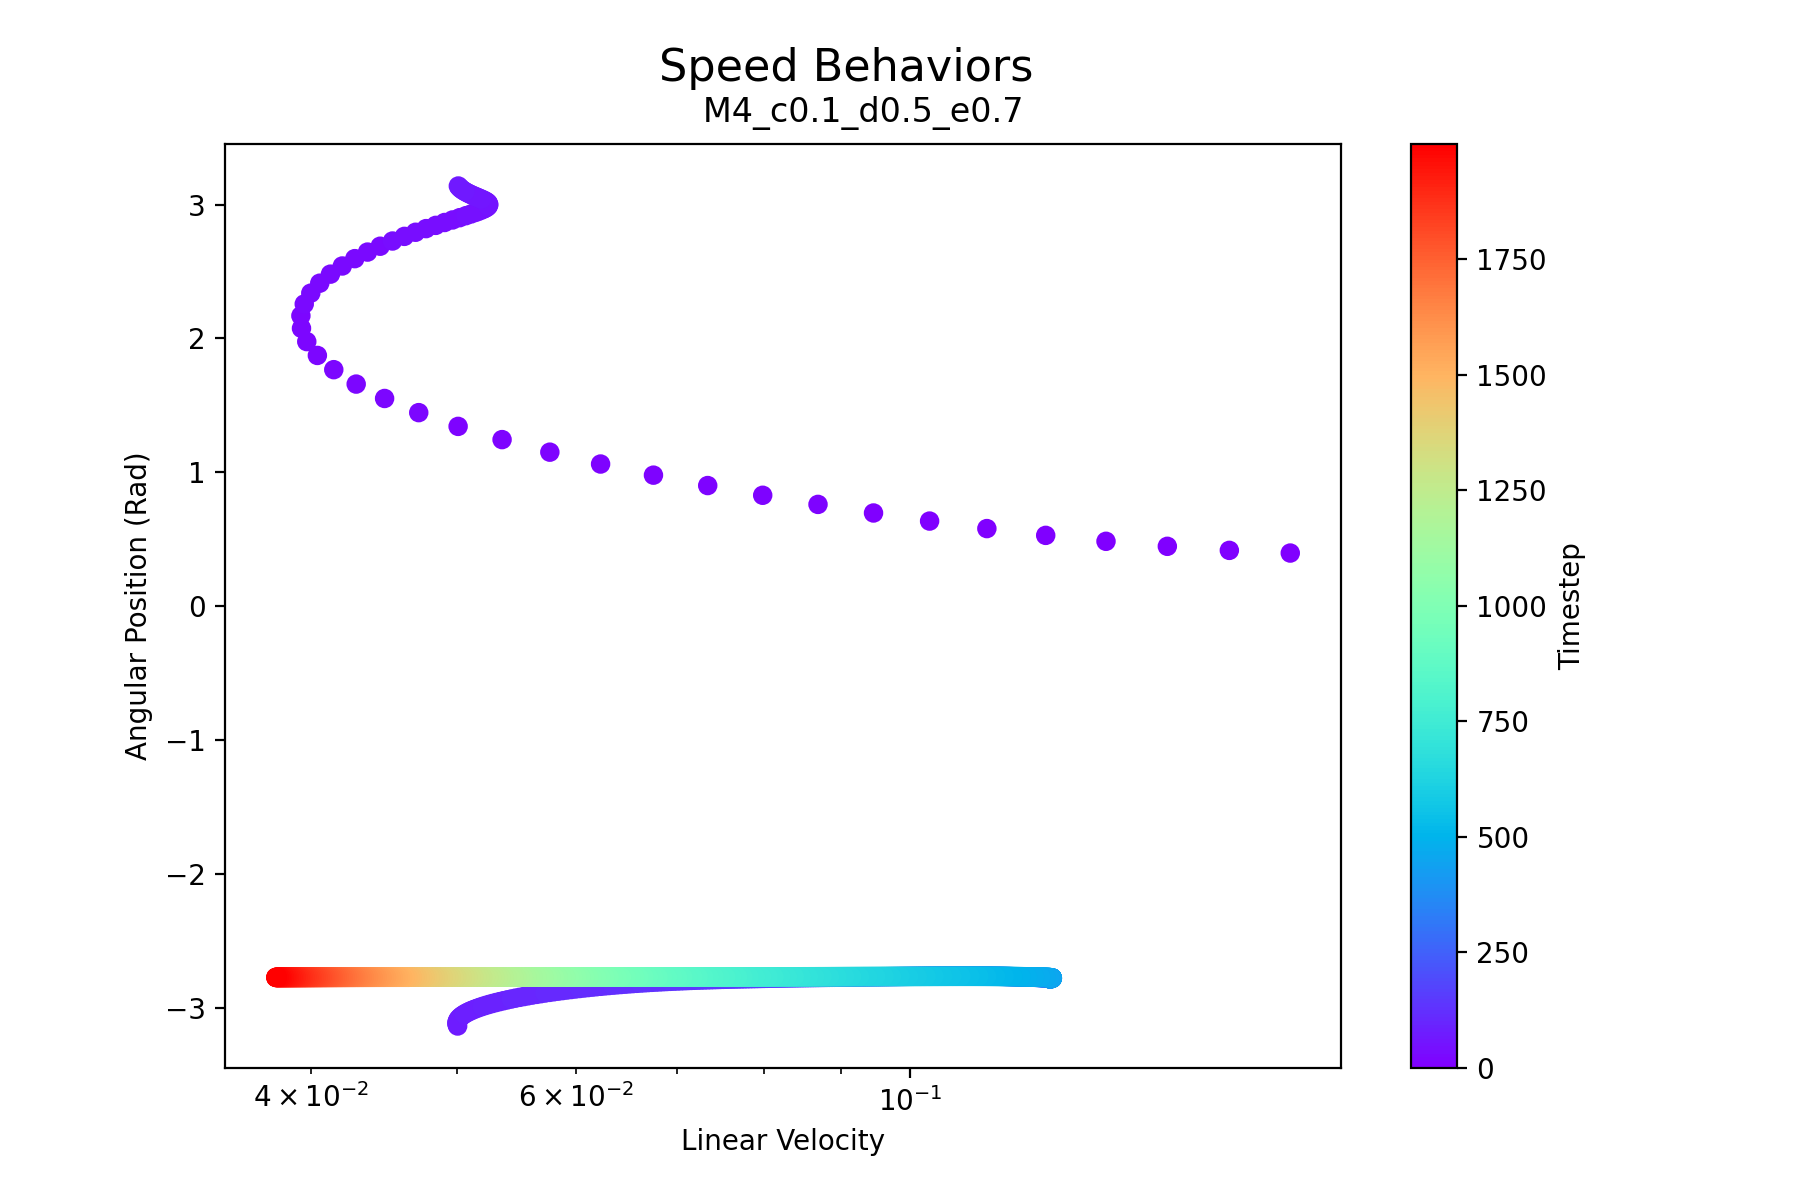 Speed Behaviors
M4_c0.1_d0.5_e0.7
Angular Position (Rad)
3
2
1
0
−1
−2
−3
4 × 10⁻²
6 × 10⁻²
10⁻¹
Linear Velocity
1750
1500
1250
1000
750
500
250
0
Timestep